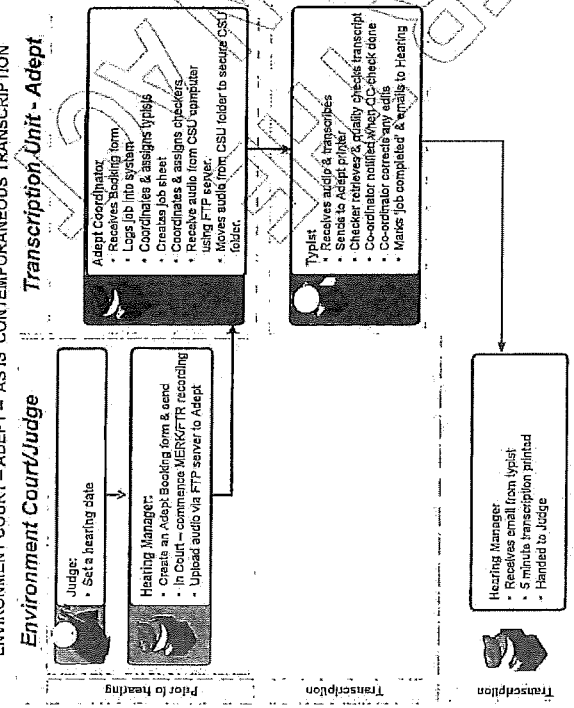 ENVIRONMENT COURT – ADEPT – 'AS IS' CONTEMPORANEOUS TRANSCRIPTION
Environment Court/Judge
Transcription Unit - Adept
Prior to hearing
Judge:
• Set a hearing date
Hearing Manager:
• Create an Adept Booking form & send
• In Court – commence MERK/FTR recording
• Upload audio via FTP server to Adept
Adept Coordinator
• Receives Booking form
• Logs job into system
• Coordinates & assigns typists
• Creates job sheet
• Coordinates & assigns checkers
• Receive audio from CSU computer
using FTP server.
• Moves audio from CSU folder to secure CSU
folder.
Transcription
Typist
• Receives audio & transcribes
• Sends to Adept printer
• Checker retrieves & quality checks transcript
• Co-ordinator notified when QC check done
• Co-ordinator corrects any edits
• Marks 'job completed' & emails to Hearing
Transcription
Hearing Manager
• Receives email from typist
• 5 minute transcription printed
• Handed to Judge